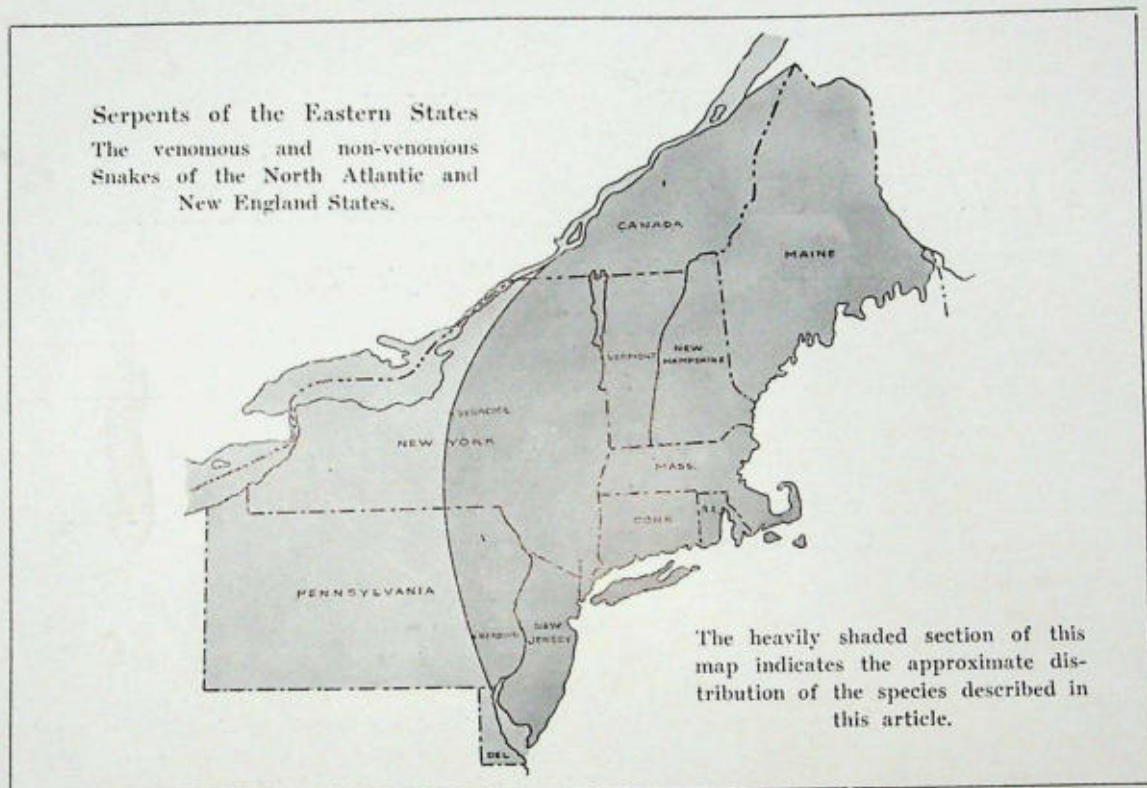 Serpents of the Eastern States
The venomous and non-venomous
Snakes of the North Atlantic and
New England States.
CANADA
MAINE
VERMONT
NEW
HAMPSHIRE
SYRACUSE
NEW YORK
MASS.
CONN
R.I.
PENNSYLVANIA
READING
NEW
JERSEY
DEL.
The heavily shaded section of this
map indicates the approximate dis-
tribution of the species described in
this article.